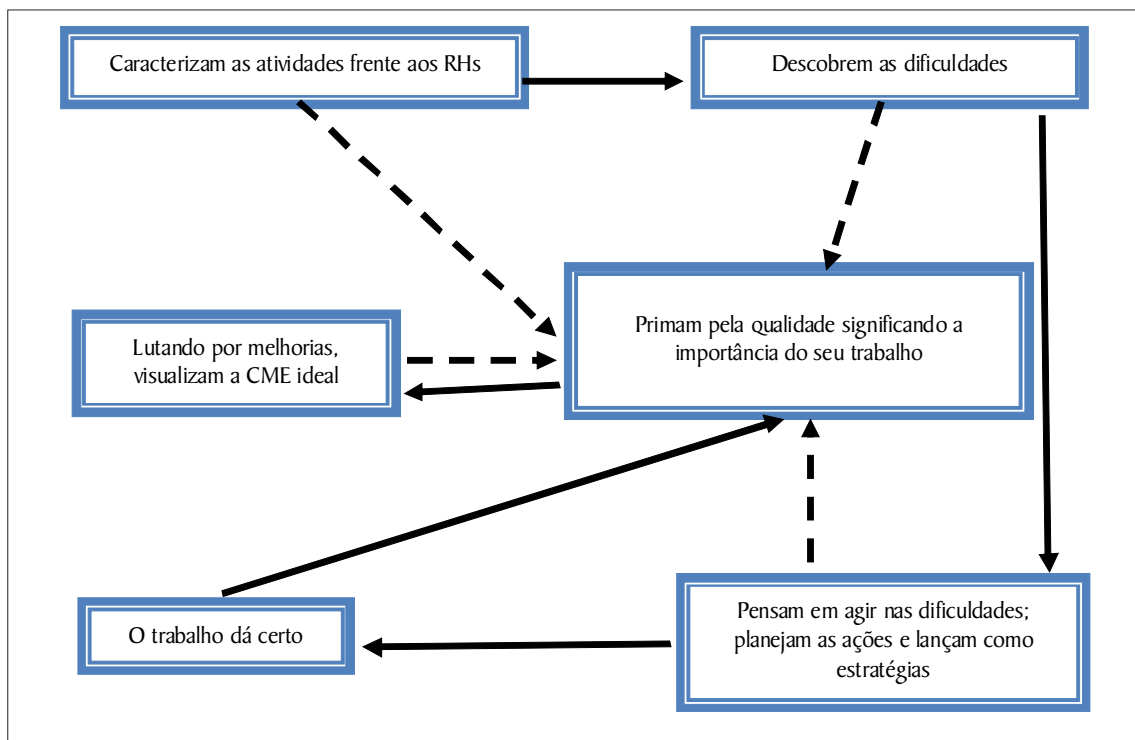 Caracterizam as atividades frente aos RHs
Descobrem as dificuldades
Primam pela qualidade significando a
importância do seu trabalho
Lutando por melhorias,
visualizam a CME ideal
O trabalho dá certo
Pensam em agir nas dificuldades;
planejam as ações e lançam como
estratégias